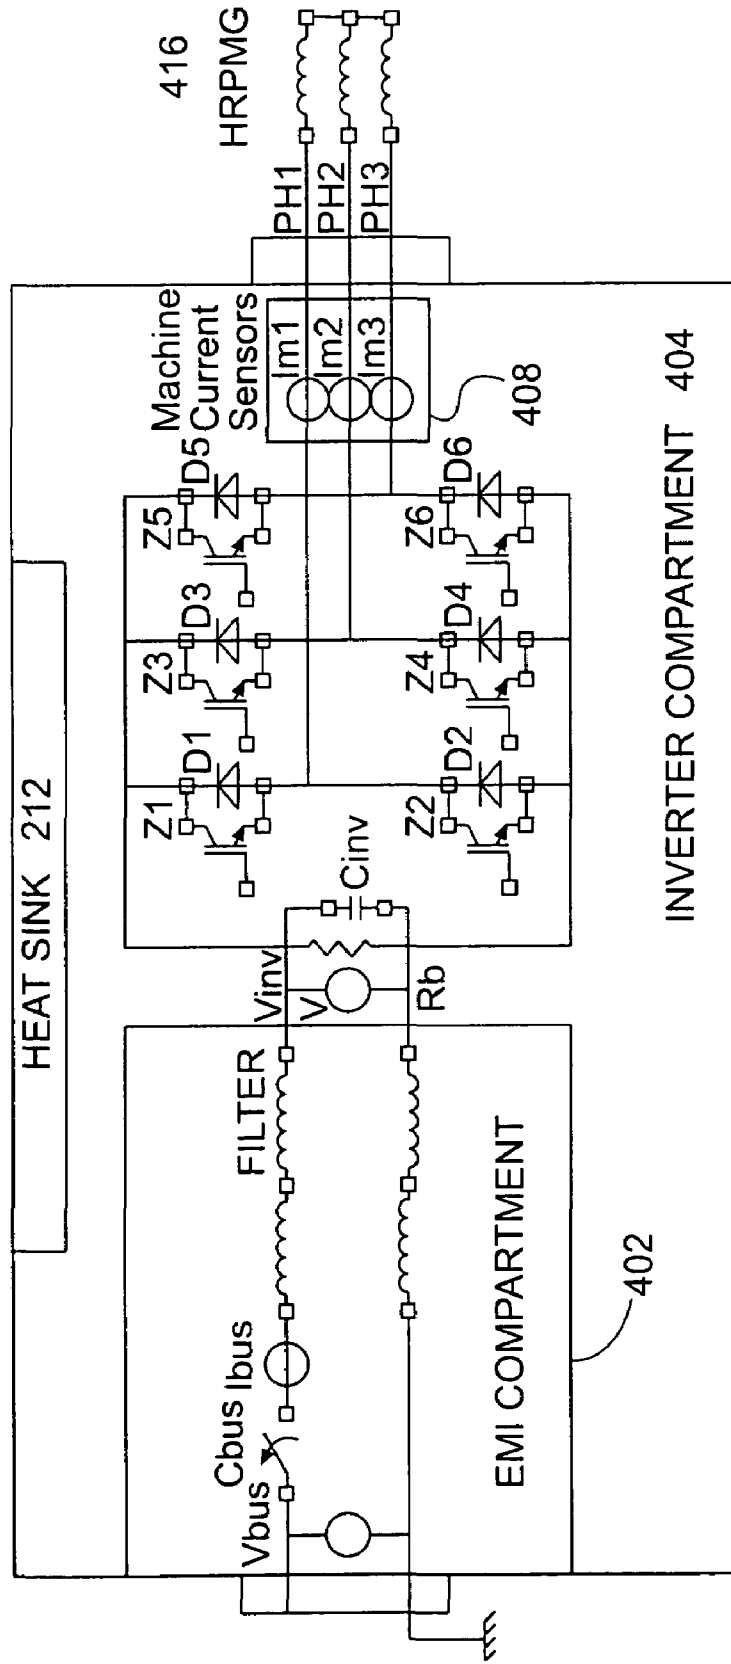 HEAT SINK 212
416
HRPMG
Machine
Current
Sensors
Im1
Im2
Im3
PH1
PH2
PH3
408
Z1
D1
Z3
D3
Z5
D5
Z2
D2
Z4
D4
Z6
D6
Vbus
Cbus
Ibus
FILTER
Vinv
V
Cinv
Rb
EMI COMPARTMENT
402
INVERTER COMPARTMENT 404